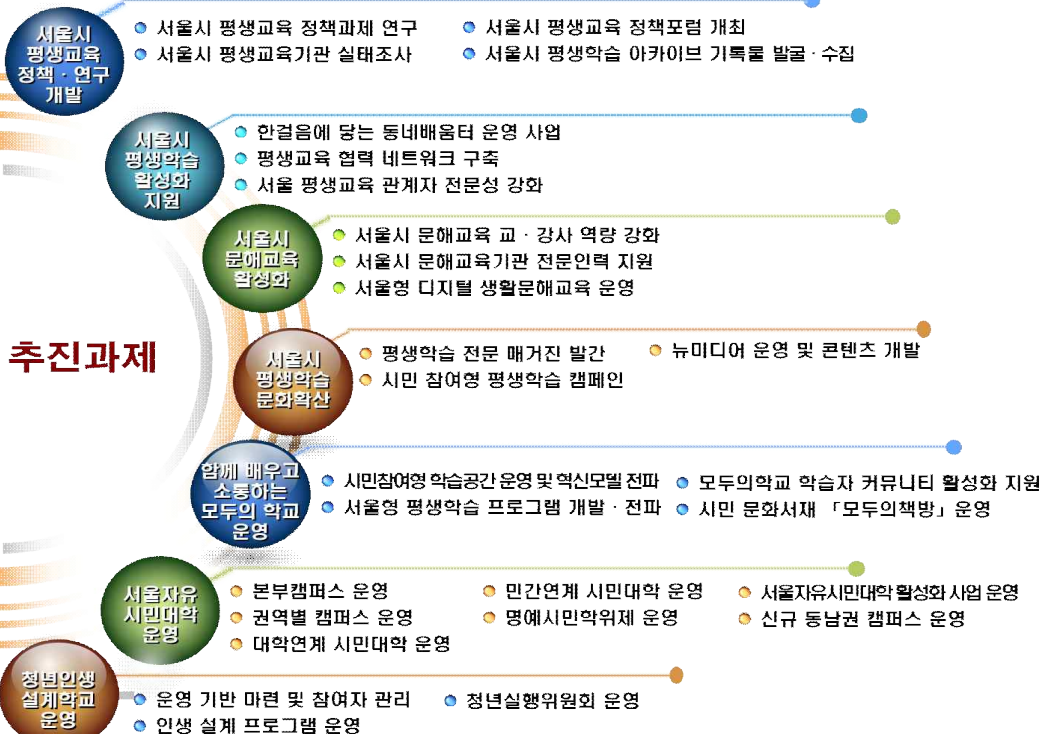 서울시
평생교육
정책 · 연구
개발
서울시 평생교육 정책과제 연구
서울시 평생교육 정책포럼 개최
서울시 평생교육기관 실태조사
서울시 평생학습 아카이브 기록물 발굴 · 수집
서울시
평생학습
활성화
지원
한걸음에 닿는 동네배움터 운영 사업
평생교육 협력 네트워크 구축
서울 평생교육 관계자 전문성 강화
서울시
문해교육
활성화
서울시 문해교육 교 · 강사 역량 강화
서울시 문해교육기관 전문인력 지원
서울형 디지털 생활문해교육 운영
추진과제
서울시
평생학습
문화확산
평생학습 전문 매거진 발간
뉴미디어 운영 및 콘텐츠 개발
시민 참여형 평생학습 캠페인
함께 배우고
소통하는
모두의 학교
운영
시민참여형 학습공간 운영 및 혁신모델 전파
모두의학교 학습자 커뮤니티 활성화 지원
서울형 평생학습 프로그램 개발 · 전파
시민 문화서재 「모두의책방」 운영
서울자유
시민대학
운영
본부캠퍼스 운영
민간연계 시민대학 운영
서울자유시민대학 활성화 사업 운영
권역별 캠퍼스 운영
명예시민학위제 운영
신규 동남권 캠퍼스 운영
대학연계 시민대학 운영
청년인생
설계학교
운영
운영 기반 마련 및 참여자 관리
청년실행위원회 운영
인생 설계 프로그램 운영